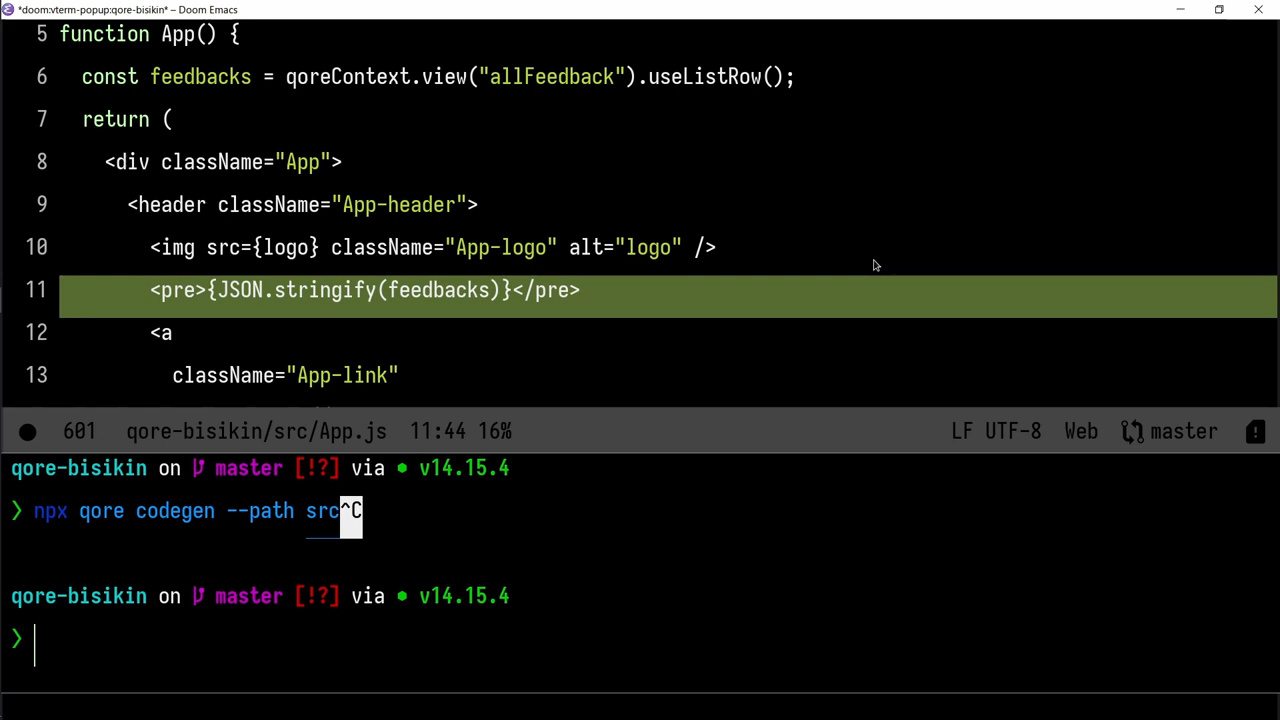 *doom:vterm-popup:qore-bisikin* – Doom Emacs
5 function App() {
6 const feedbacks = qoreContext.view("allFeedback").useListRow();
7 return (
8 <div className="App">
9 <header className="App-header">
10 <img src={logo} className="App-logo" alt="logo" />
11 <pre>{JSON.stringify(feedbacks)}</pre>
12 <a
13 className="App-link"
601 qore-bisikin/src/App.js 11:44 16% LF UTF-8 Web master
qore-bisikin on master [!?] via v14.15.4
❯ npx qore codegen --path src^C
qore-bisikin on master [!?] via v14.15.4
❯